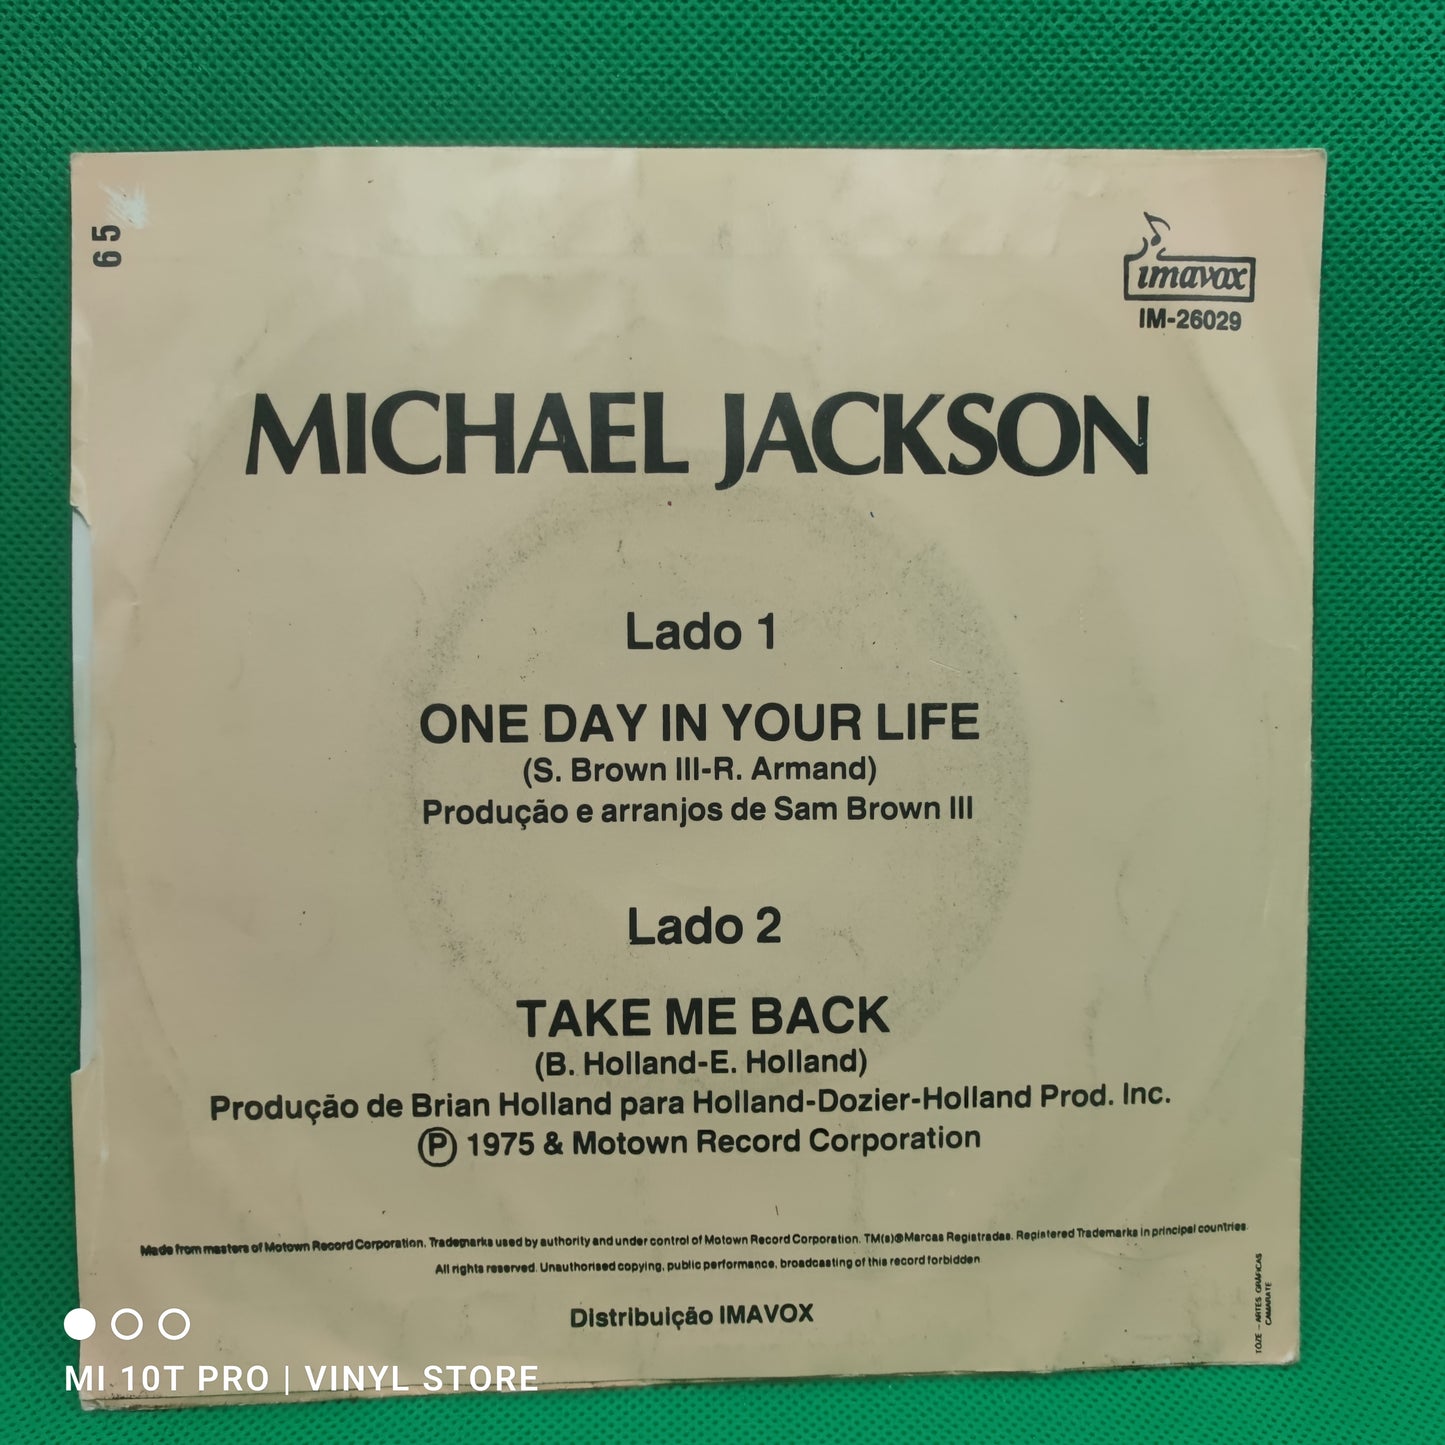 65
imavox
IM-26029
MICHAEL JACKSON
Lado 1
ONE DAY IN YOUR LIFE
(S. Brown III-R. Armand)
Produção e arranjos de Sam Brown III
Lado 2
TAKE ME BACK
(B. Holland-E. Holland)
Produção de Brian Holland para Holland-Dozier-Holland Prod. Inc.
Ⓟ 1975 & Motown Record Corporation
Made from masters of Motown Record Corporation. Trademarks used by authority and under control of Motown Record Corporation. TM(s)®Marcas Registradas. Registered Trademarks in principal countries.
All rights reserved. Unauthorised copying, public performance, broadcasting of this record forbidden
Distribuição IMAVOX
TÓZE - ARTES GRÁFICAS
CAMARATE
MI 10T PRO | VINYL STORE